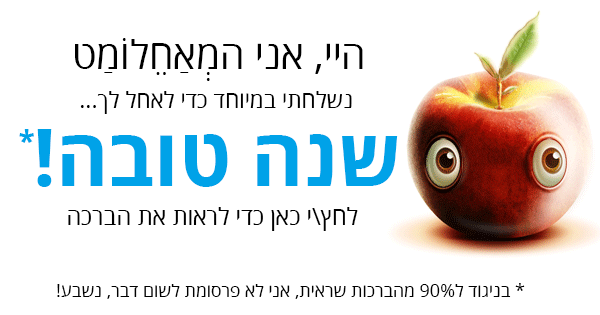 היי, אני המְאַחֵלוֹמַט
נשלחתי במיוחד כדי לאחל לך...
שנה טובה!*
לחץ\י כאן כדי לראות את הברכה
* בניגוד ל90% מהברכות שראית, אני לא פרסומת לשום דבר, נשבע!